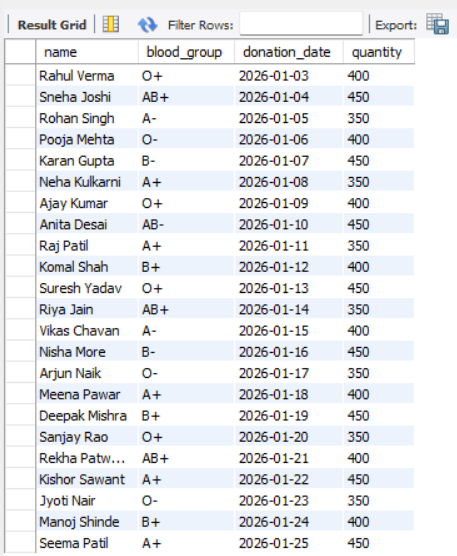 Result Grid Filter Rows: Export:
name blood_group donation_date quantity
Rahul Verma O+ 2026-01-03 400
Sneha Joshi AB+ 2026-01-04 450
Rohan Singh A- 2026-01-05 350
Pooja Mehta O- 2026-01-06 400
Karan Gupta B- 2026-01-07 450
Neha Kulkarni A+ 2026-01-08 350
Ajay Kumar O+ 2026-01-09 400
Anita Desai AB- 2026-01-10 450
Raj Patil A+ 2026-01-11 350
Komal Shah B+ 2026-01-12 400
Suresh Yadav O+ 2026-01-13 450
Riya Jain AB+ 2026-01-14 350
Vikas Chavan A- 2026-01-15 400
Nisha More B- 2026-01-16 450
Arjun Naik O- 2026-01-17 350
Meena Pawar A+ 2026-01-18 400
Deepak Mishra B+ 2026-01-19 450
Sanjay Rao O+ 2026-01-20 350
Rekha Patw... AB+ 2026-01-21 400
Kishor Sawant A+ 2026-01-22 450
Jyoti Nair O- 2026-01-23 350
Manoj Shinde B+ 2026-01-24 400
Seema Patil A+ 2026-01-25 450